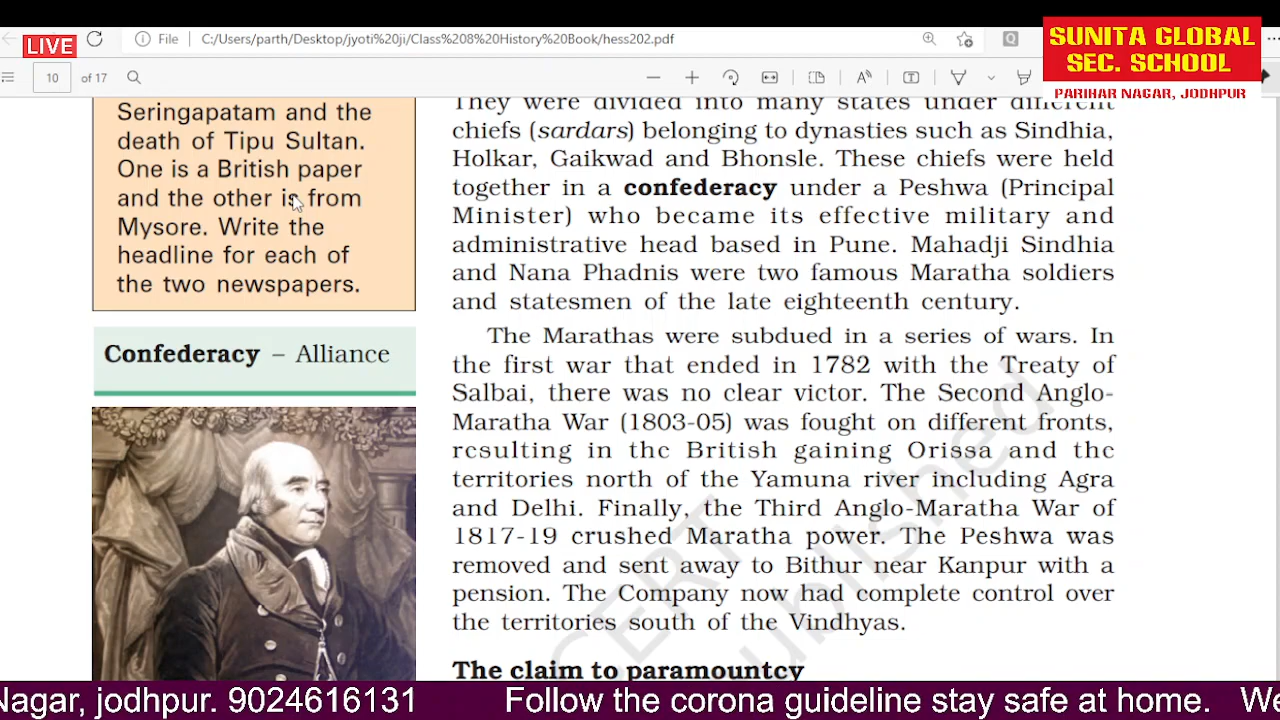 LIVE
File C:/Users/parth/Desktop/jyoti%20ji/Class%208%20History%20Book/hess202.pdf
SUNITA GLOBAL
SEC. SCHOOL
PARIHAR NAGAR, JODHPUR
10 of 17
Seringapatam and the
death of Tipu Sultan.
One is a British paper
and the other is from
Mysore. Write the
headline for each of
the two newspapers.
Confederacy – Alliance
They were divided into many states under different
chiefs (sardars) belonging to dynasties such as Sindhia,
Holkar, Gaikwad and Bhonsle. These chiefs were held
together in a confederacy under a Peshwa (Principal
Minister) who became its effective military and
administrative head based in Pune. Mahadji Sindhia
and Nana Phadnis were two famous Maratha soldiers
and statesmen of the late eighteenth century.
The Marathas were subdued in a series of wars. In
the first war that ended in 1782 with the Treaty of
Salbai, there was no clear victor. The Second Anglo-
Maratha War (1803-05) was fought on different fronts,
resulting in the British gaining Orissa and the
territories north of the Yamuna river including Agra
and Delhi. Finally, the Third Anglo-Maratha War of
1817-19 crushed Maratha power. The Peshwa was
removed and sent away to Bithur near Kanpur with a
pension. The Company now had complete control over
the territories south of the Vindhyas.
The claim to paramountcy
Nagar, jodhpur. 9024616131 Follow the corona guideline stay safe at home. We